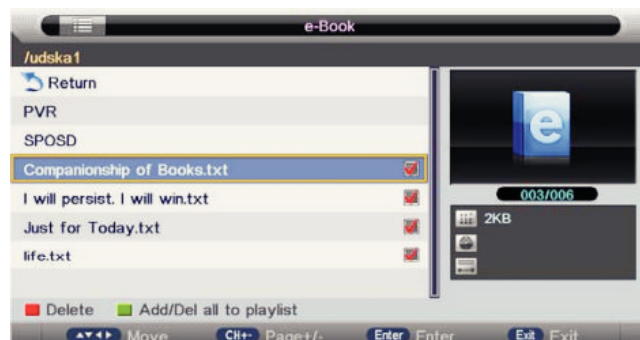 e-Book
/udska1
Return
PVR
SPOSD
Companionship of Books.txt
I will persist. I will win.txt
Just for Today.txt
life.txt
e
003/006
2KB
Delete Add/Del all to playlist
▲▼◄► Move CH+- Page+/- Enter Enter Exit Exit